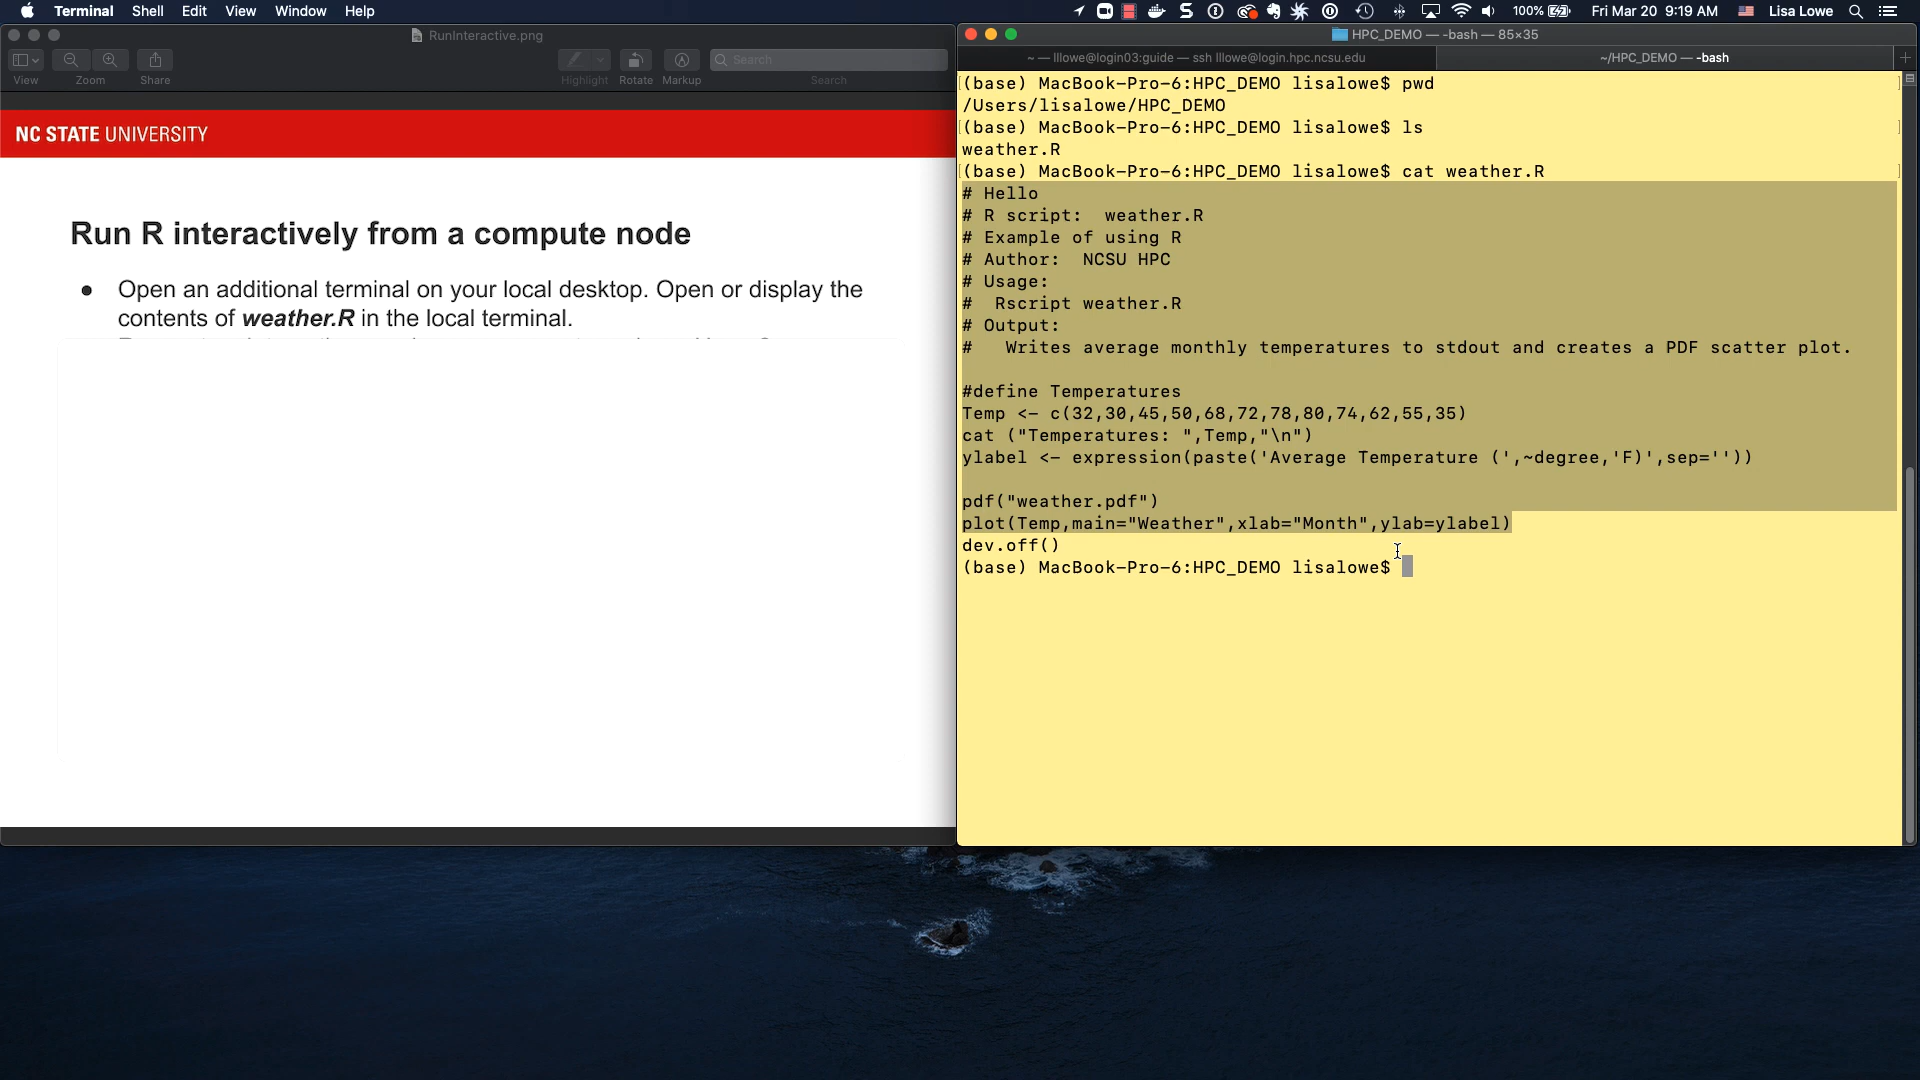 Terminal Shell Edit View Window Help
100% Fri Mar 20 9:19 AM Lisa Lowe
RunInteractive.png
Search
View Zoom Share Highlight Rotate Markup Search
NC STATE UNIVERSITY
Run R interactively from a compute node
● Open an additional terminal on your local desktop. Open or display the
contents of weather.R in the local terminal.
HPC_DEMO — -bash — 85×35
~ — lllowe@login03:guide — ssh lllowe@login.hpc.ncsu.edu
~/HPC_DEMO — -bash
[(base) MacBook-Pro-6:HPC_DEMO lisalowe$ pwd ]
/Users/lisalowe/HPC_DEMO
[(base) MacBook-Pro-6:HPC_DEMO lisalowe$ ls ]
weather.R
[(base) MacBook-Pro-6:HPC_DEMO lisalowe$ cat weather.R ]
# Hello
# R script:  weather.R
# Example of using R
# Author:  NCSU HPC
# Usage:
#  Rscript weather.R
# Output:
#   Writes average monthly temperatures to stdout and creates a PDF scatter plot.
#define Temperatures
Temp <- c(32,30,45,50,68,72,78,80,74,62,55,35)
cat ("Temperatures: ",Temp,"\n")
ylabel <- expression(paste('Average Temperature (',~degree,'F)',sep=''))
pdf("weather.pdf")
plot(Temp,main="Weather",xlab="Month",ylab=ylabel)
dev.off()
(base) MacBook-Pro-6:HPC_DEMO lisalowe$